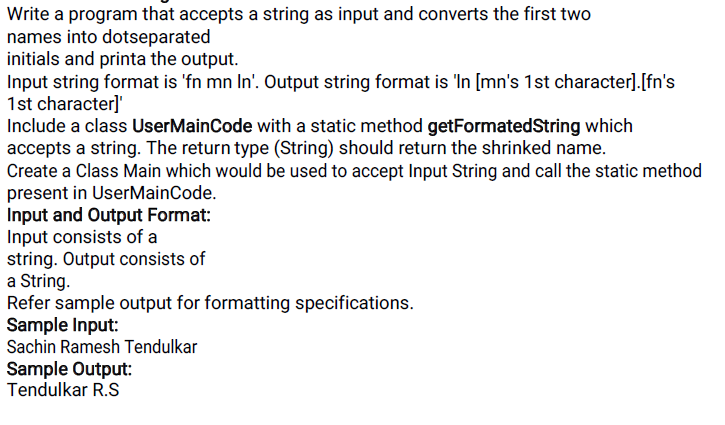 Write a program that accepts a string as input and converts the first two
names into dotseparated
initials and printa the output.
Input string format is 'fn mn ln'. Output string format is 'ln [mn's 1st character].[fn's
1st character]'
Include a class UserMainCode with a static method getFormatedString which
accepts a string. The return type (String) should return the shrinked name.
Create a Class Main which would be used to accept Input String and call the static method
present in UserMainCode.
Input and Output Format:
Input consists of a
string. Output consists of
a String.
Refer sample output for formatting specifications.
Sample Input:
Sachin Ramesh Tendulkar
Sample Output:
Tendulkar R.S